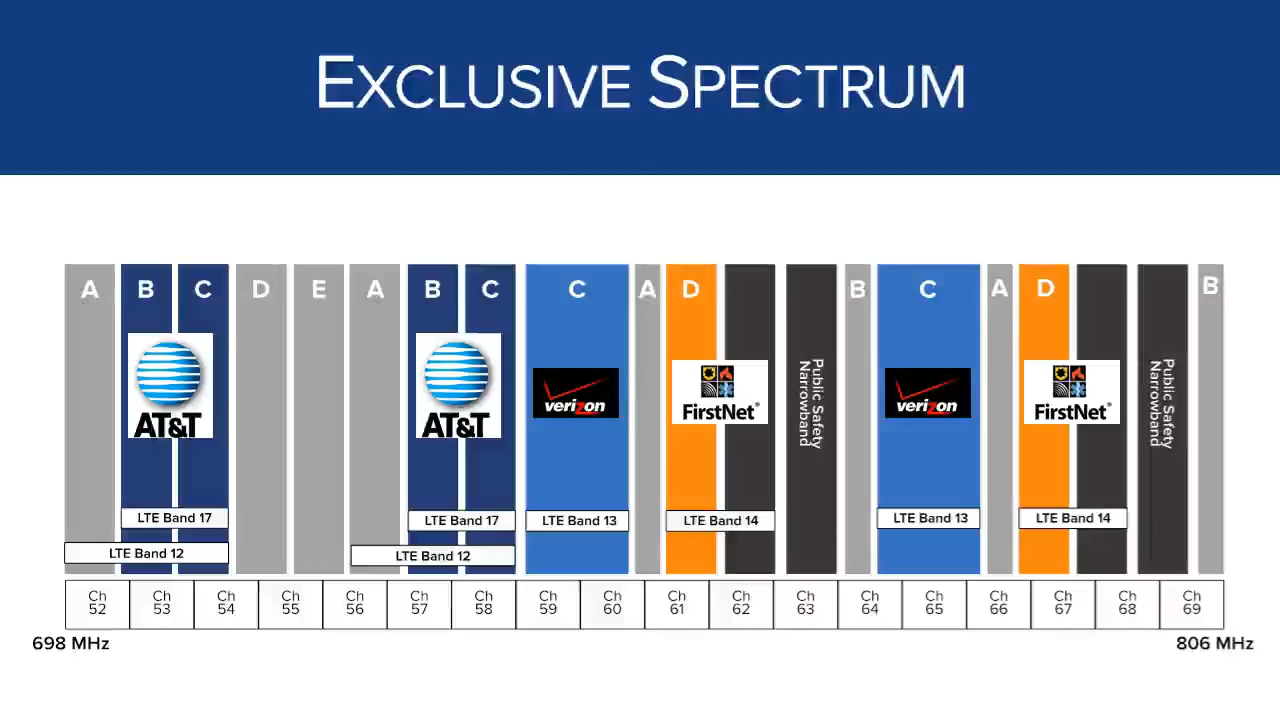 EXCLUSIVE SPECTRUM
A B C D E A B C C A D B C A D B
AT&T
AT&T
verizon
FirstNet®
Public Safety
Narrowband
verizon
FirstNet®
Public Safety
Narrowband
LTE Band 17
LTE Band 17
LTE Band 13
LTE Band 14
LTE Band 13
LTE Band 14
LTE Band 12
LTE Band 12
Ch 52
Ch 53
Ch 54
Ch 55
Ch 56
Ch 57
Ch 58
Ch 59
Ch 60
Ch 61
Ch 62
Ch 63
Ch 64
Ch 65
Ch 66
Ch 67
Ch 68
Ch 69
698 MHz
806 MHz